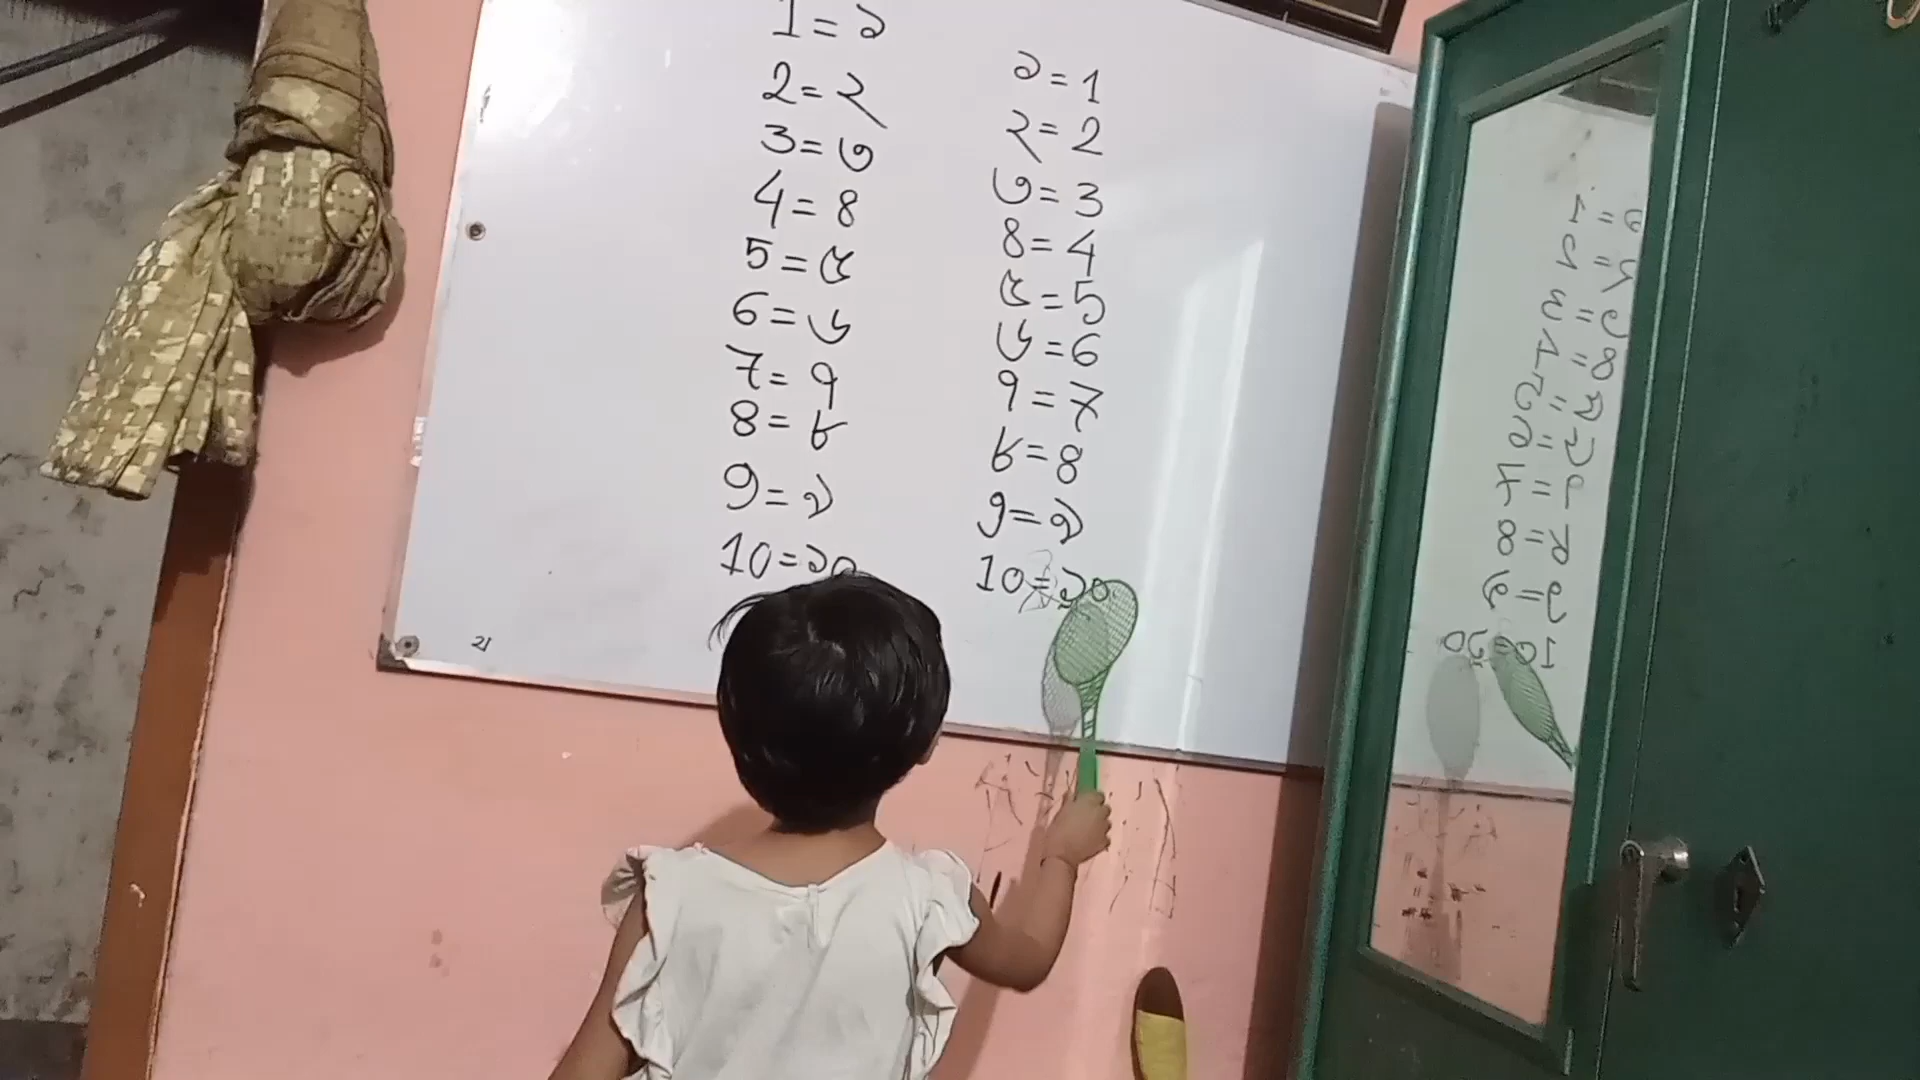 1 = ১
2 = ২
3 = ৩
4 = ৪
5 = ৫
6 = ৬
7 = ৭
8 = ৮
9 = ৯
10 = ১০
১ = 1
২ = 2
৩ = 3
৪ = 4
৫ = 5
৬ = 6
৭ = 7
৮ = 8
9 = ৯
10 = ১০